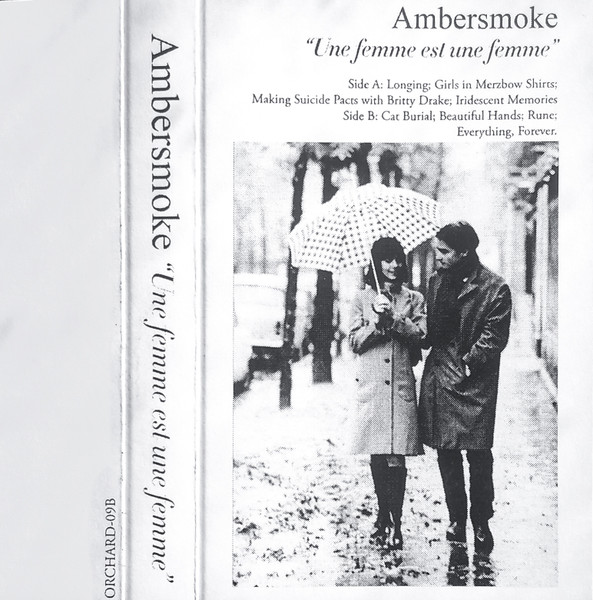 Ambersmoke
“Une femme est une femme”
Side A: Longing; Girls in Merzbow Shirts;
Making Suicide Pacts with Britty Drake; Iridescent Memories
Side B: Cat Burial; Beautiful Hands; Rune;
Everything, Forever.
Ambersmoke “Une femme est une femme”
ORCHARD-09B